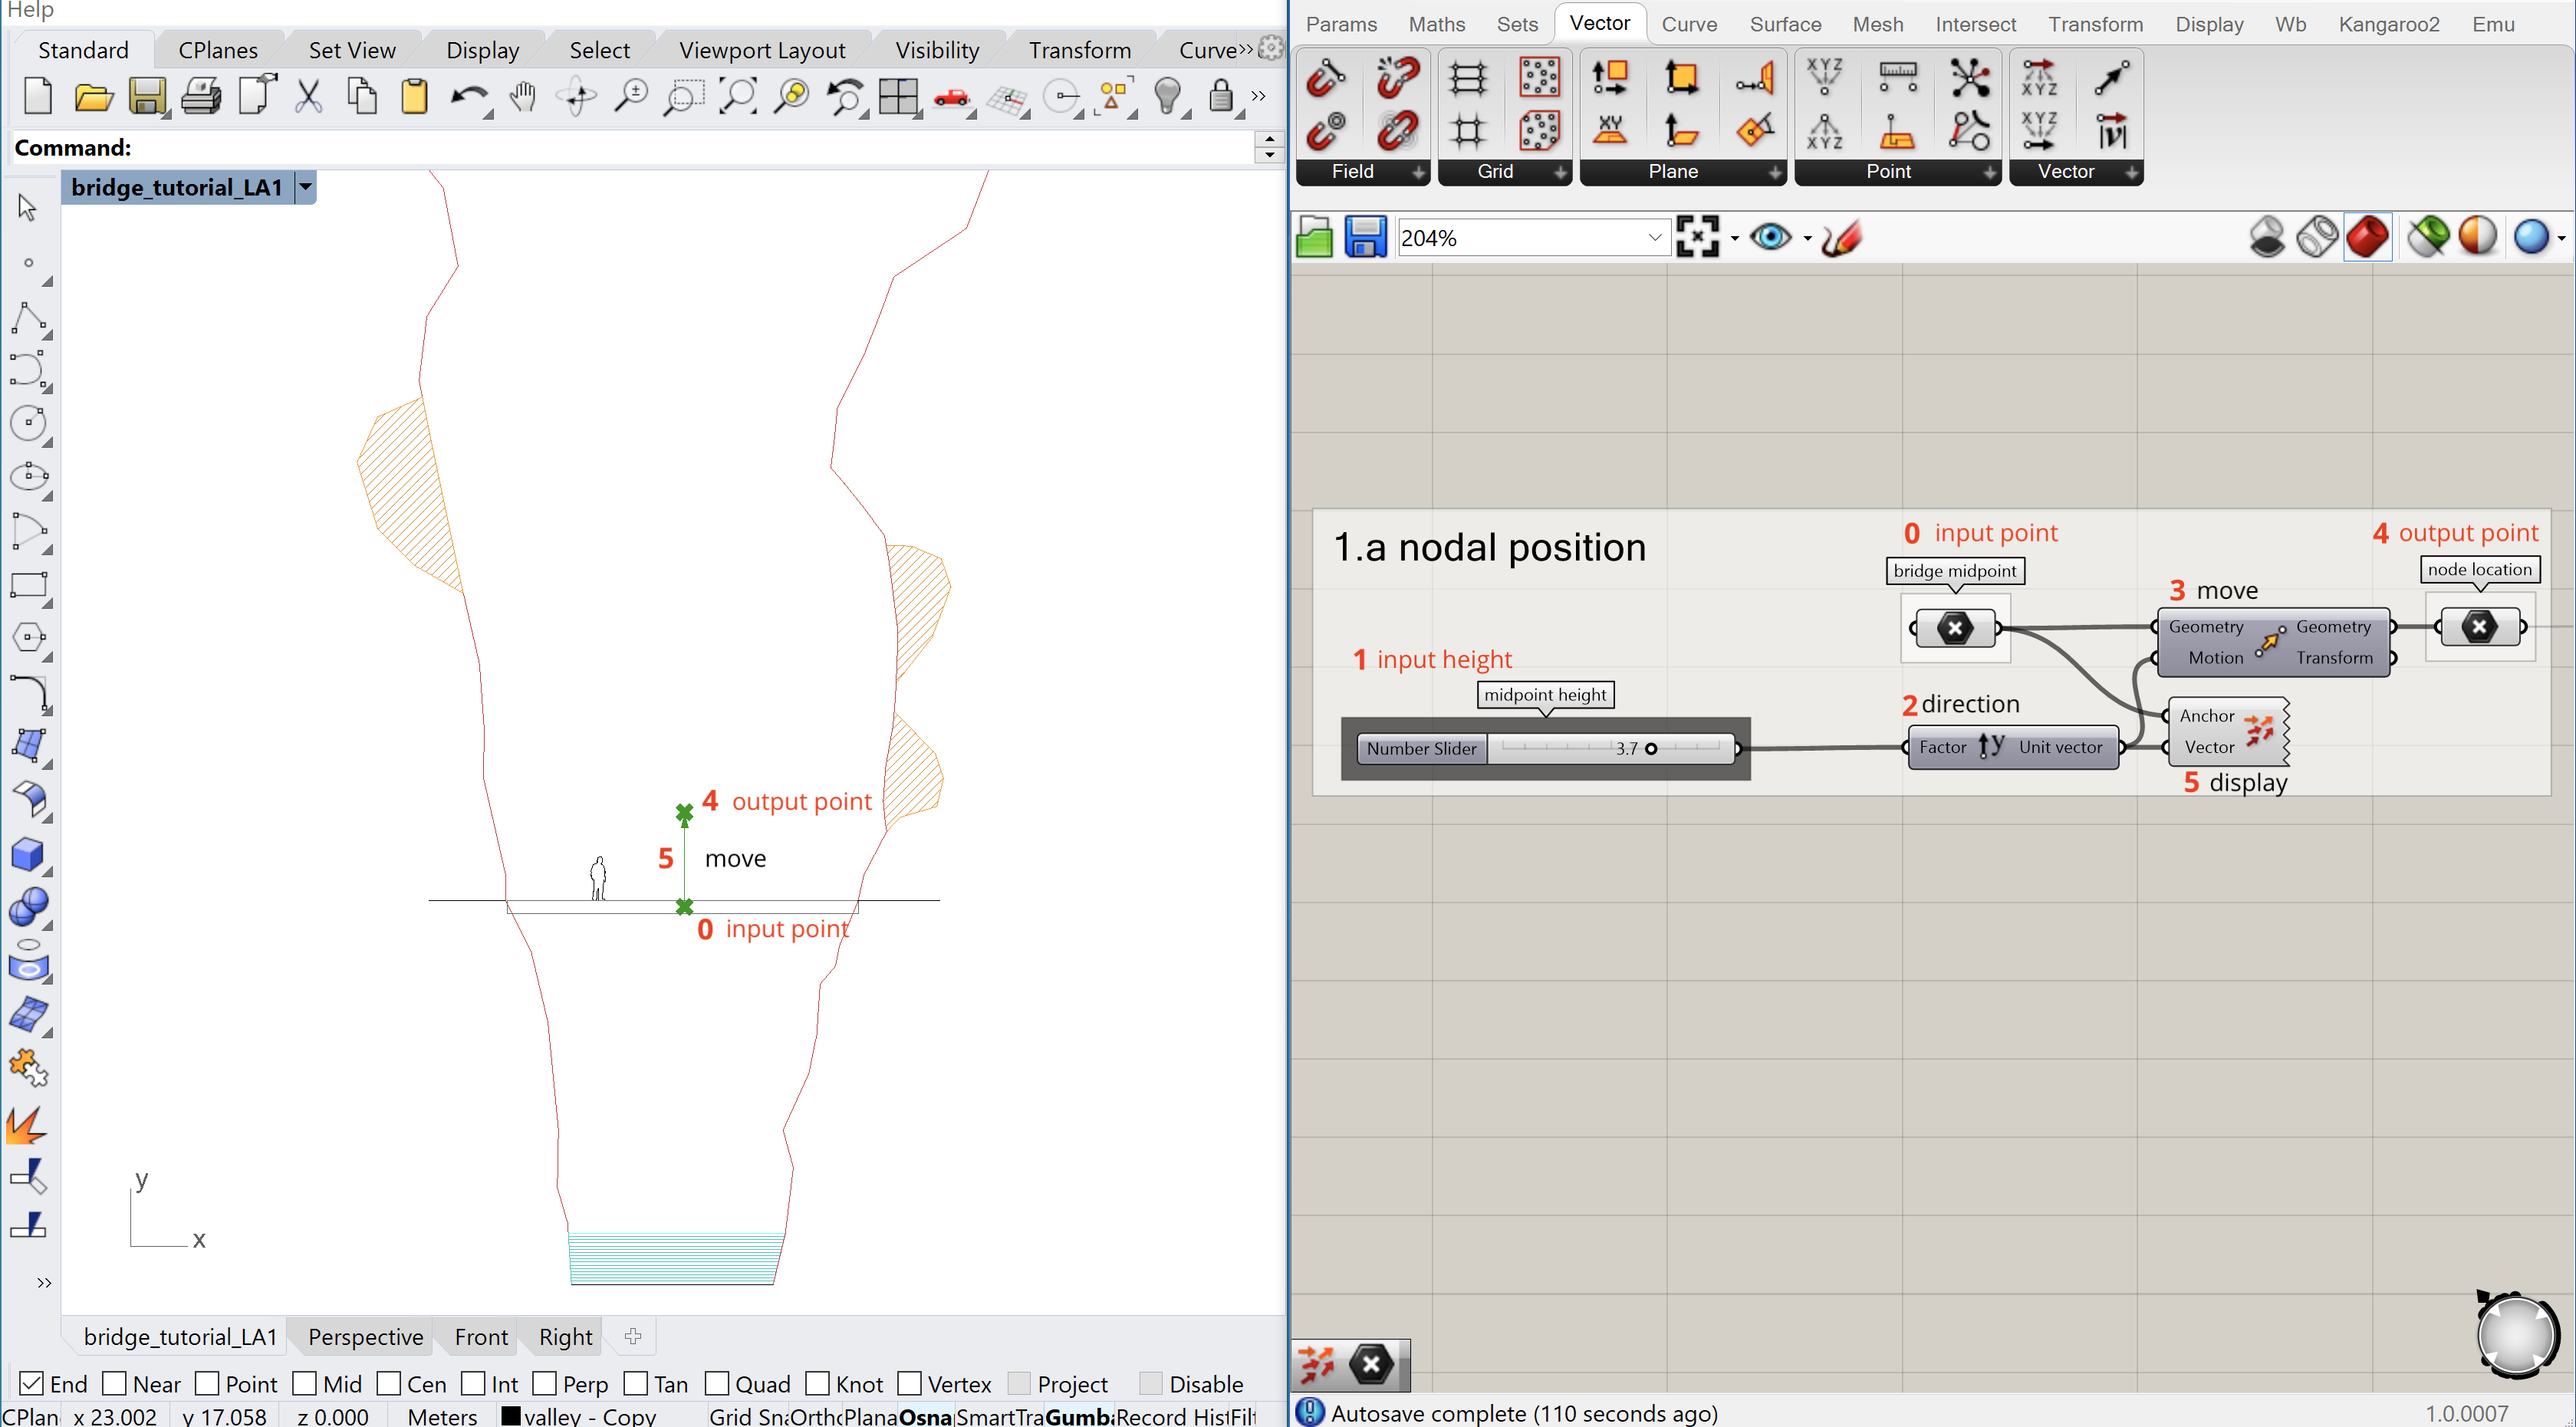 Help
Standard CPlanes Set View Display Select Viewport Layout Visibility Transform Curve »
»
Command:
bridge_tutorial_LA1
4 output point
5 move
0 input point
y
x
»
bridge_tutorial_LA1 Perspective Front Right
End Near Point Mid Cen Int Perp Tan Quad Knot Vertex Project Disable
CPlan x 23.002 y 17.058 z 0.000 Meters valley - Copy Grid Sna Ortho Plana Osna SmartTra Gumba Record Hist Filt
Params Maths Sets Vector Curve Surface Mesh Intersect Transform Display Wb Kangaroo2 Emu
XYZ XYZ
XY XYZ XYZ |V|
Field Grid Plane Point Vector
204%
1.a nodal position
0 input point
4 output point
bridge midpoint
node location
3 move
Geometry Geometry
Motion Transform
1 input height
midpoint height
2 direction
Number Slider 3.7
Factor y Unit vector
Anchor
Vector
5 display
Autosave complete (110 seconds ago)
1.0.0007